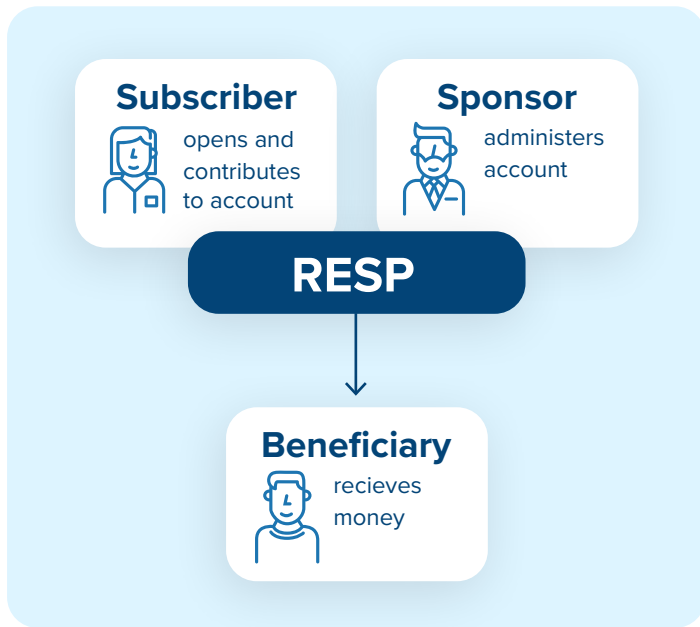 Subscriber
opens and
contributes
to account
Sponsor
administers
account
RESP
Beneficiary
recieves
money